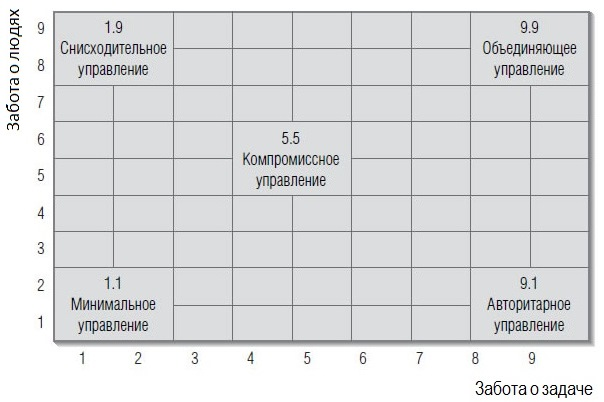 Забота о людях
9
8
7
6
5
4
3
2
1
1.9
Снисходительное
управление
9.9
Объединяющее
управление
5.5
Компромиссное
управление
1.1
Минимальное
управление
9.1
Авторитарное
управление
1 2 3 4 5 6 7 8 9
Забота о задаче